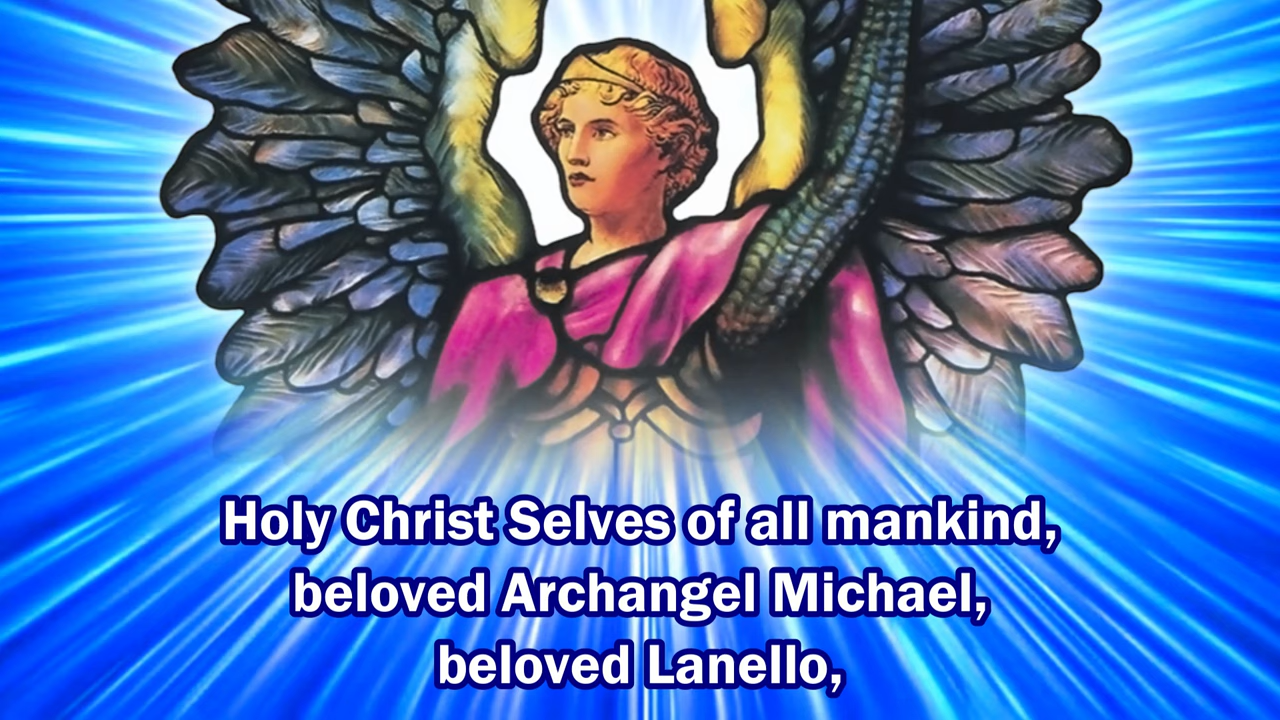 Holy Christ Selves of all mankind,
beloved Archangel Michael,
beloved Lanello,